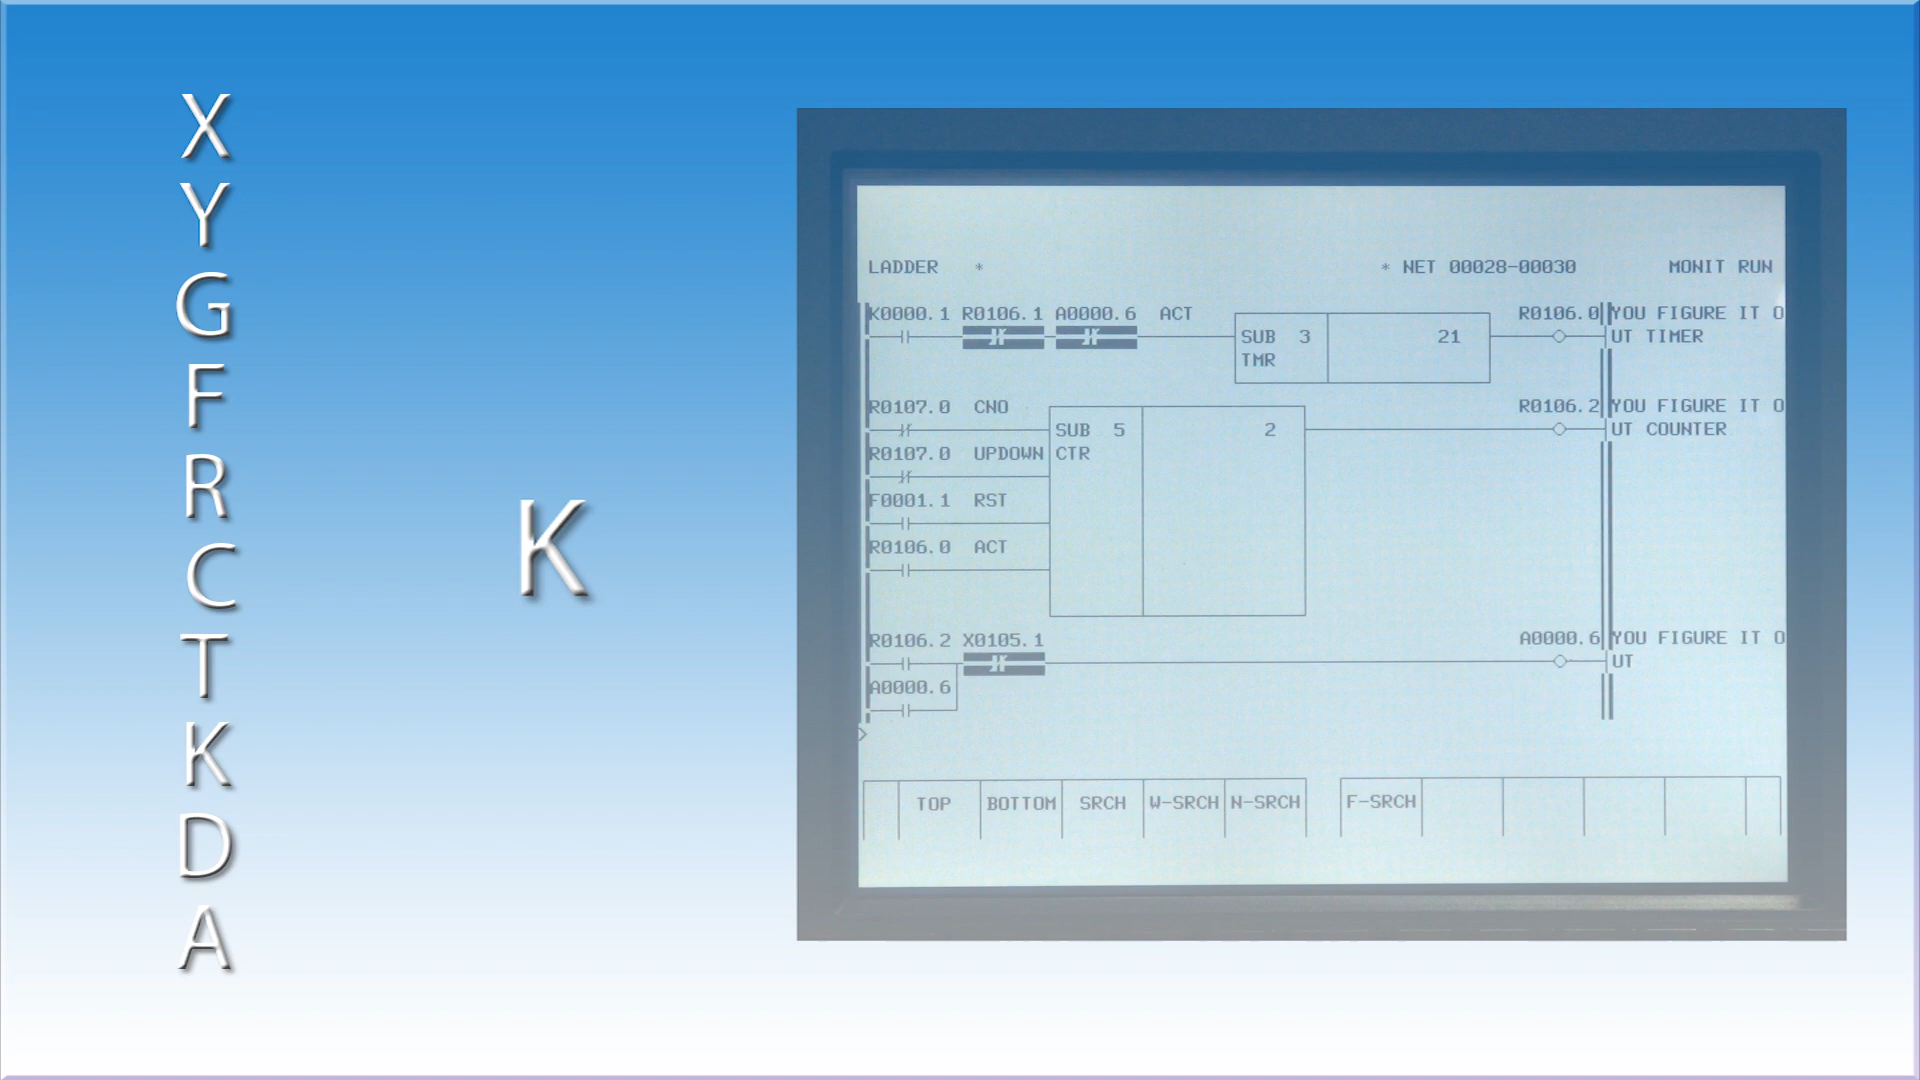 X
Y
G
F
R
C
T
K
D
A
K
LADDER * * NET 00028-00030 MONIT RUN
K0000.1 R0106.1 A0000.6 ACT R0106.0 YOU FIGURE IT O
SUB 3 21 UT TIMER
TMR
R0107.0 CNO R0106.2 YOU FIGURE IT O
SUB 5 2 UT COUNTER
R0107.0 UPDOWN CTR
F0001.1 RST
R0106.0 ACT
R0106.2 X0105.1 A0000.6 YOU FIGURE IT O
UT
A0000.6
>
TOP BOTTOM SRCH W-SRCH N-SRCH F-SRCH